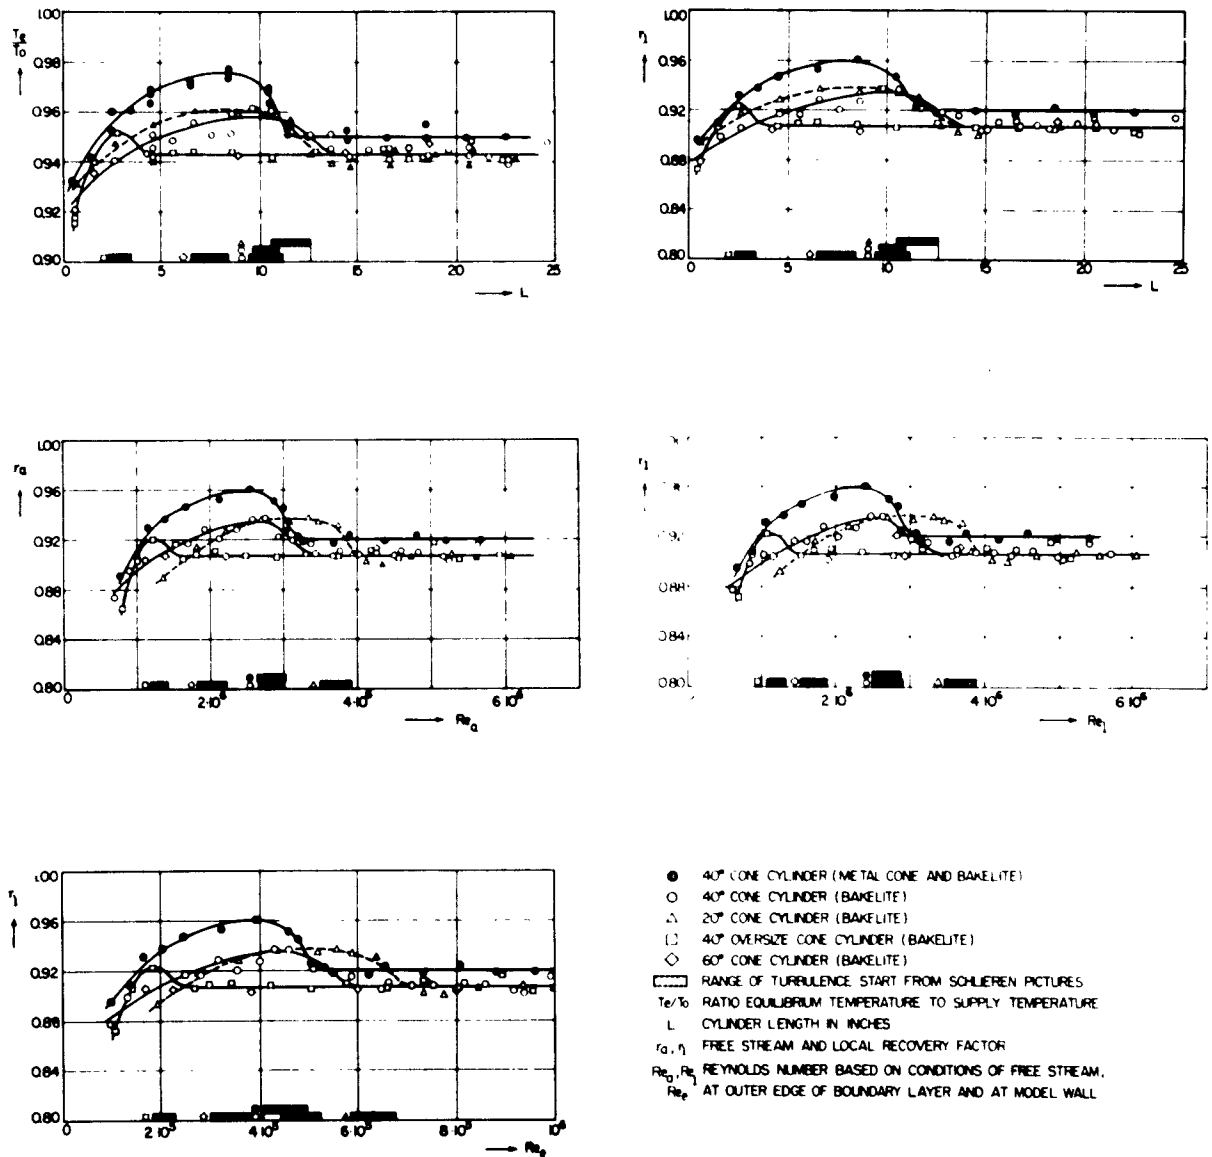 1.00
Te
To
0.98
0.96
0.94
0.92
0.90
0 5 10 15 20 25
L
1.00
r1
0.96
0.92
0.88
0.84
0.80
0 5 10 15 20 25
L
1.00
ra
0.96
0.92
0.88
0.84
0.80
0 2·10⁶ 4·10⁶ 6·10⁶
Rea
r1
0.88
0.84
0.80
2·10⁶ 4·10⁶ 6·10⁶
Re1
1.00
r1
0.96
0.92
0.88
0.84
0.80
0 2·10⁵ 4·10⁵ 6·10⁵ 10⁶
Ree
40° CONE CYLINDER (METAL CONE AND BAKELITE)
40° CONE CYLINDER (BAKELITE)
20° CONE CYLINDER (BAKELITE)
40° OVERSIZE CONE CYLINDER (BAKELITE)
60° CONE CYLINDER (BAKELITE)
RANGE OF TURBULENCE START FROM SCHLIEREN PICTURES
Te/To RATIO EQUILIBRIUM TEMPERATURE TO SUPPLY TEMPERATURE
L CYLINDER LENGTH IN INCHES
ra, r1 FREE STREAM AND LOCAL RECOVERY FACTOR
Rea, Re1 REYNOLDS NUMBER BASED ON CONDITIONS OF FREE STREAM,
Ree AT OUTER EDGE OF BOUNDARY LAYER AND AT MODEL WALL